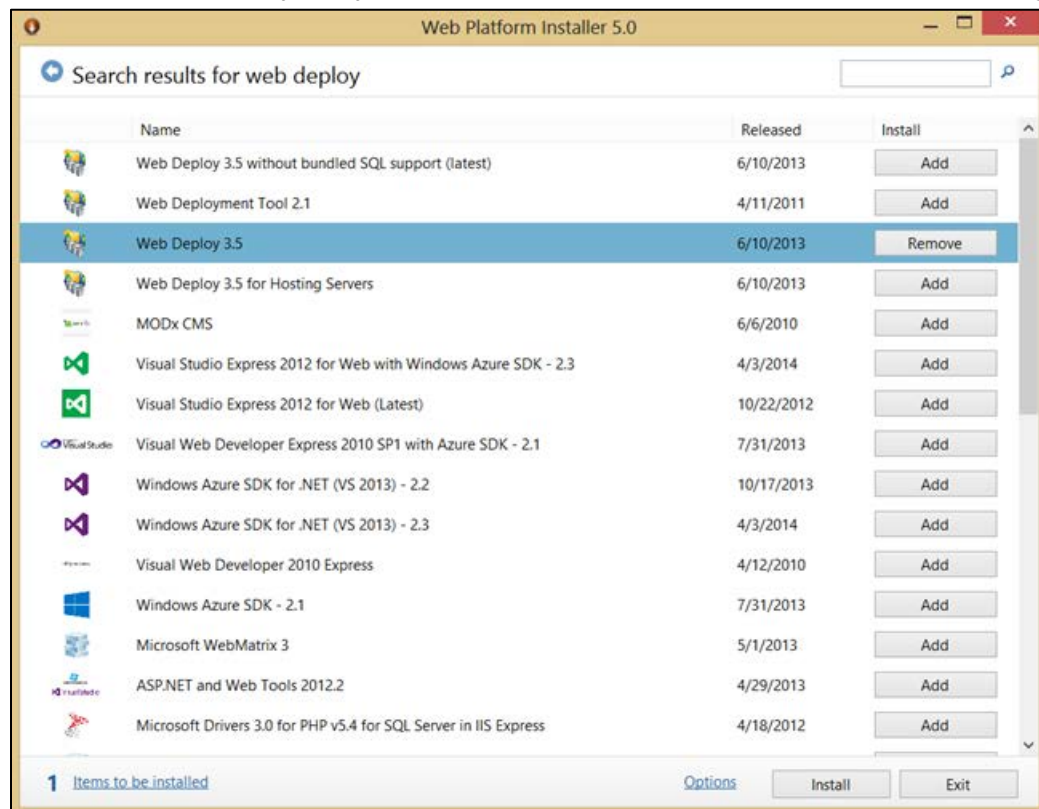 Web Platform Installer 5.0
Search results for web deploy
Name Released Install
Web Deploy 3.5 without bundled SQL support (latest) 6/10/2013 Add
Web Deployment Tool 2.1 4/11/2011 Add
Web Deploy 3.5 6/10/2013 Remove
Web Deploy 3.5 for Hosting Servers 6/10/2013 Add
MODx CMS 6/6/2010 Add
Visual Studio Express 2012 for Web with Windows Azure SDK - 2.3 4/3/2014 Add
Visual Studio Express 2012 for Web (Latest) 10/22/2012 Add
Visual Studio Visual Web Developer Express 2010 SP1 with Azure SDK - 2.1 7/31/2013 Add
Windows Azure SDK for .NET (VS 2013) - 2.2 10/17/2013 Add
Windows Azure SDK for .NET (VS 2013) - 2.3 4/3/2014 Add
Visual Web Developer 2010 Express 4/12/2010 Add
Windows Azure SDK - 2.1 7/31/2013 Add
Microsoft WebMatrix 3 5/1/2013 Add
ASP.NET and Web Tools 2012.2 4/29/2013 Add
Microsoft Drivers 3.0 for PHP v5.4 for SQL Server in IIS Express 4/18/2012 Add
1 Items to be installed Options Install Exit